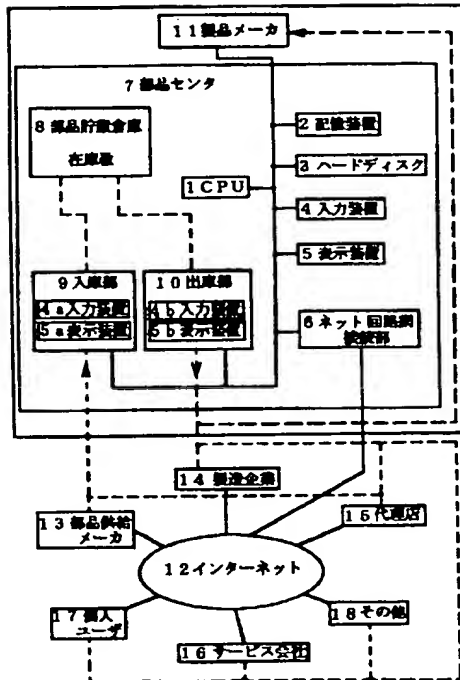 11製品メーカ
7部品センタ
8 部品貯蔵倉庫
在庫数
2 記憶装置
3 ハードディスク
1CPU
4 入力装置
5 表示装置
9入庫部
4a入力装置
5a表示装置
10出庫部
4b入力装置
5b表示装置
6 ネット回路網
接続部
14 製造企業
13 部品供給
メーカ
15代理店
12インターネット
17個人
ユーザ
18その他
16 サービス会社